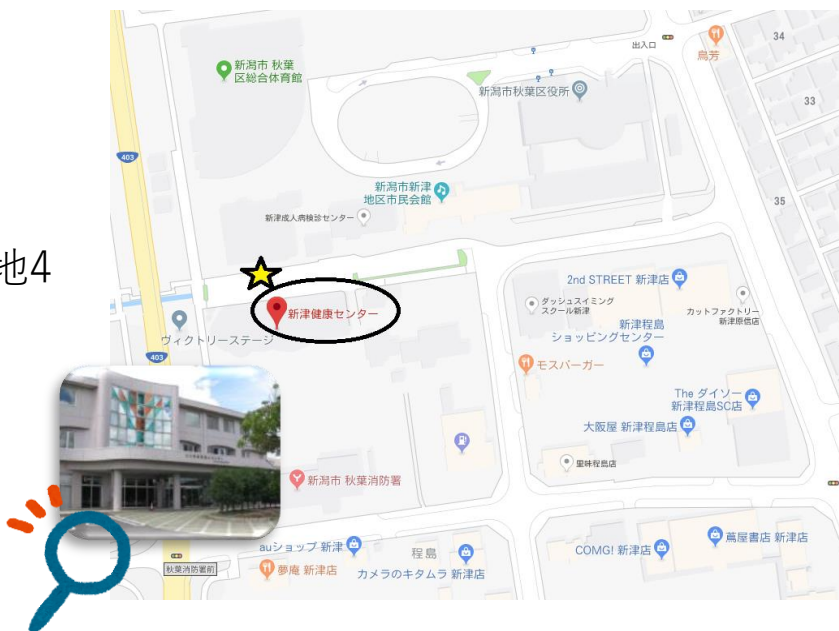 地4
新潟市 秋葉
区総合体育館
出入口
鳥芳
34
33
35
新潟市秋葉区役所
403
新潟市新津
地区市民会館
新津成人病検診センター
新津健康センター
ヴィクトリーステージ
403
2nd STREET 新津店
ダッシュスイミング
スクール新津
カットファクトリー
新津原信店
新津程島
ショッピングセンター
モスバーガー
The ダイソー
新津程島SC店
大阪屋 新津程島店
里味程島店
新潟市 秋葉消防署
auショップ 新津
程島
夢庵 新津店
カメラのキタムラ 新津店
COMG! 新津店
蔦屋書店 新津店
秋葉消防署前